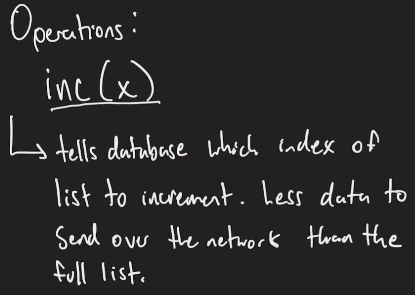 Operations:
inc(x)
↳ tells database which index of
list to increment. Less data to
Send over the network than the
full list.